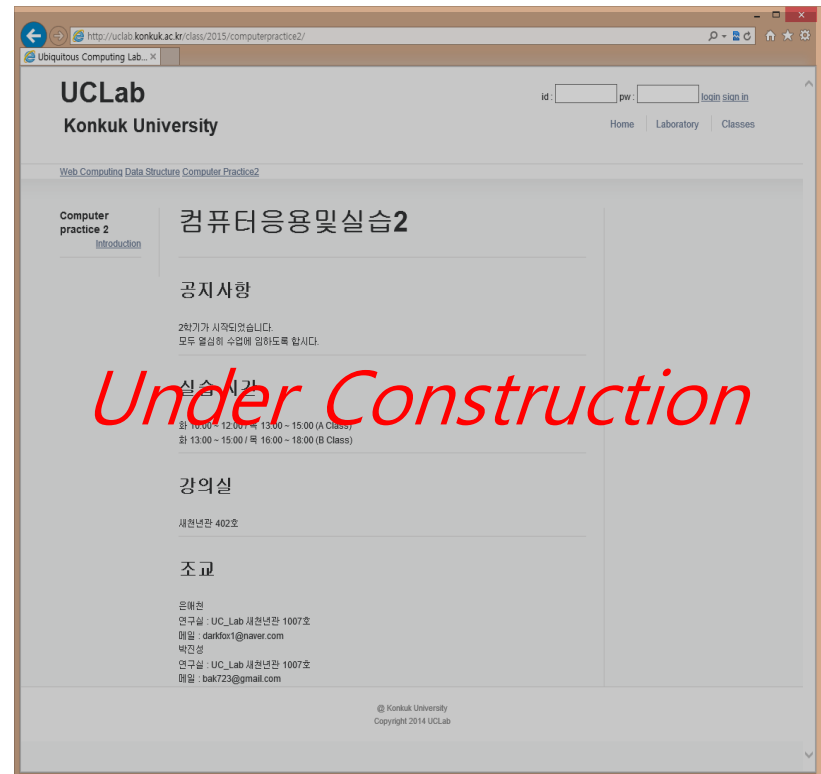 http://uclab.konkuk.ac.kr/class/2015/computerpractice2/
Ubiquitous Computing Lab...
UCLab
id : pw : login sign in
Konkuk University
Home Laboratory Classes
Web Computing Data Structure Computer Practice2
Computer
practice 2
Introduction
컴퓨터응용및실습2
공지사항
2학기가 시작되었습니다.
모두 열심히 수업에 임하도록 합시다.
실습시간
Under Construction
화 10:00 ~ 12:00 / 목 13:00 ~ 15:00 (A Class)
화 13:00 ~ 15:00 / 목 16:00 ~ 18:00 (B Class)
강의실
새천년관 402호
조교
은매천
연구실 : UC_Lab 새천년관 1007호
메일 : darkfox1@naver.com
박진성
연구실 : UC_Lab 새천년관 1007호
메일 : bak723@gmail.com
@ Konkuk University
Copyright 2014 UCLab